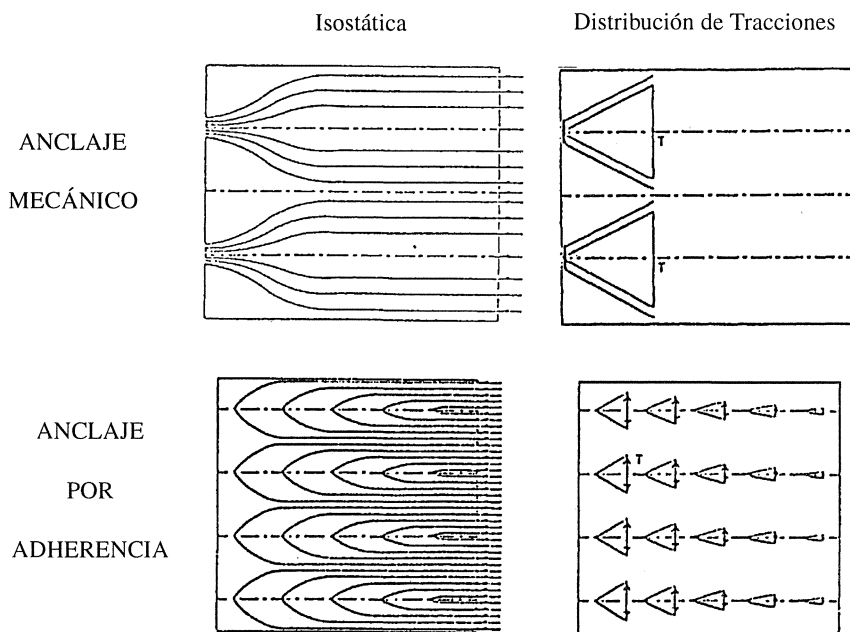 Isostática
Distribución de Tracciones
ANCLAJE
MECÁNICO
T
T
ANCLAJE
POR
ADHERENCIA
T